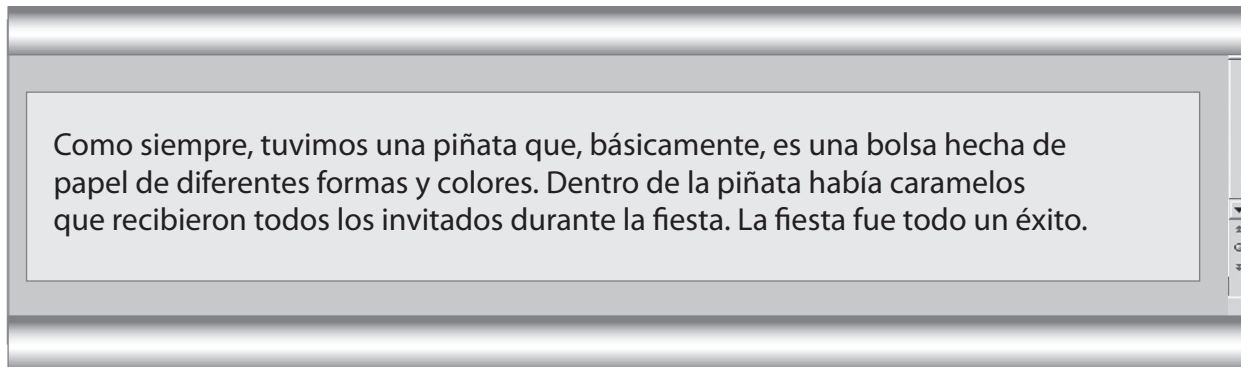 Como siempre, tuvimos una piñata que, básicamente, es una bolsa hecha de
papel de diferentes formas y colores. Dentro de la piñata había caramelos
que recibieron todos los invitados durante la fiesta. La fiesta fue todo un éxito.